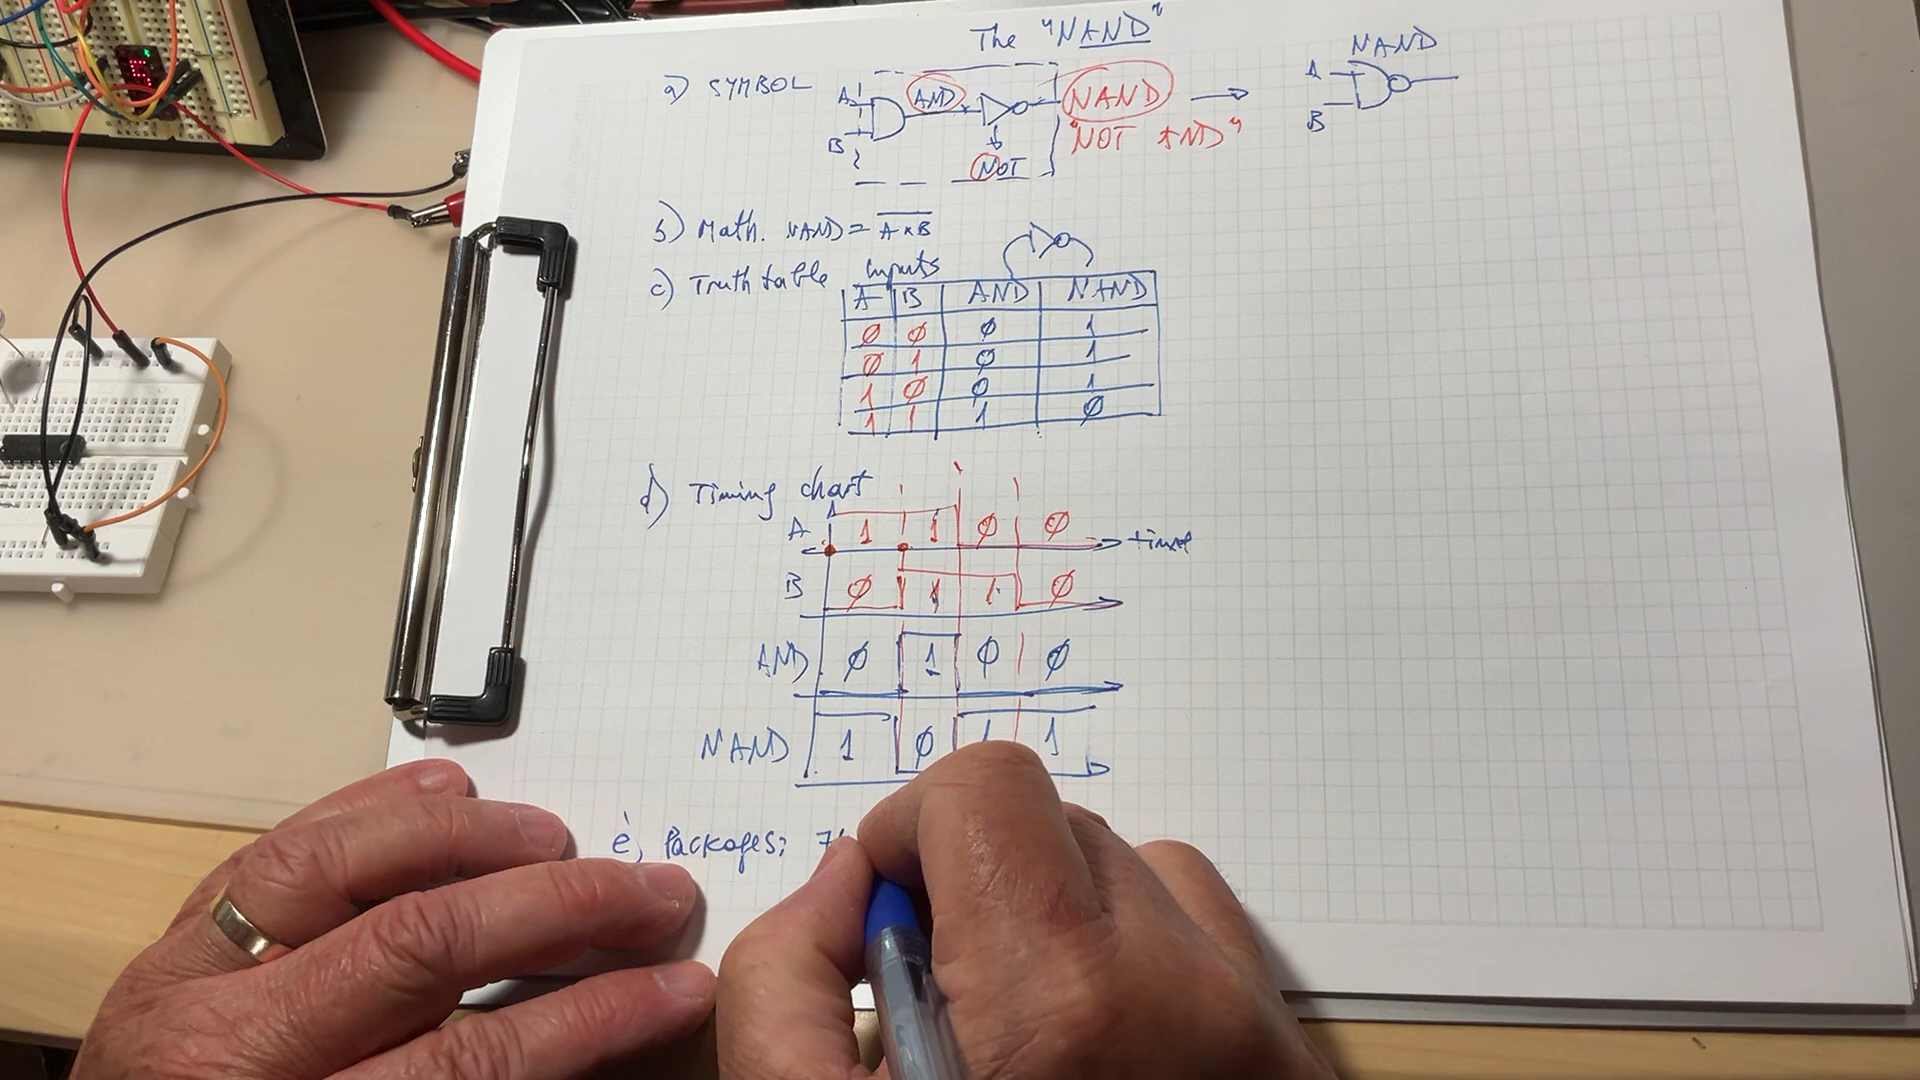 The "NAND"
a) SYMBOL A AND NAND → NAND A
B NOT "NOT AND" B
b) Math. NAND = A×B
c) Truth table Inputs
A B AND NAND
0 0 0 1
0 1 0 1
1 0 0 1
1 1 1 0
d) Timing chart
A 1 1 0 0 time
B 0 1 1 0
AND 0 1 0 0
NAND 1 0 1 1
e) Packages: 7